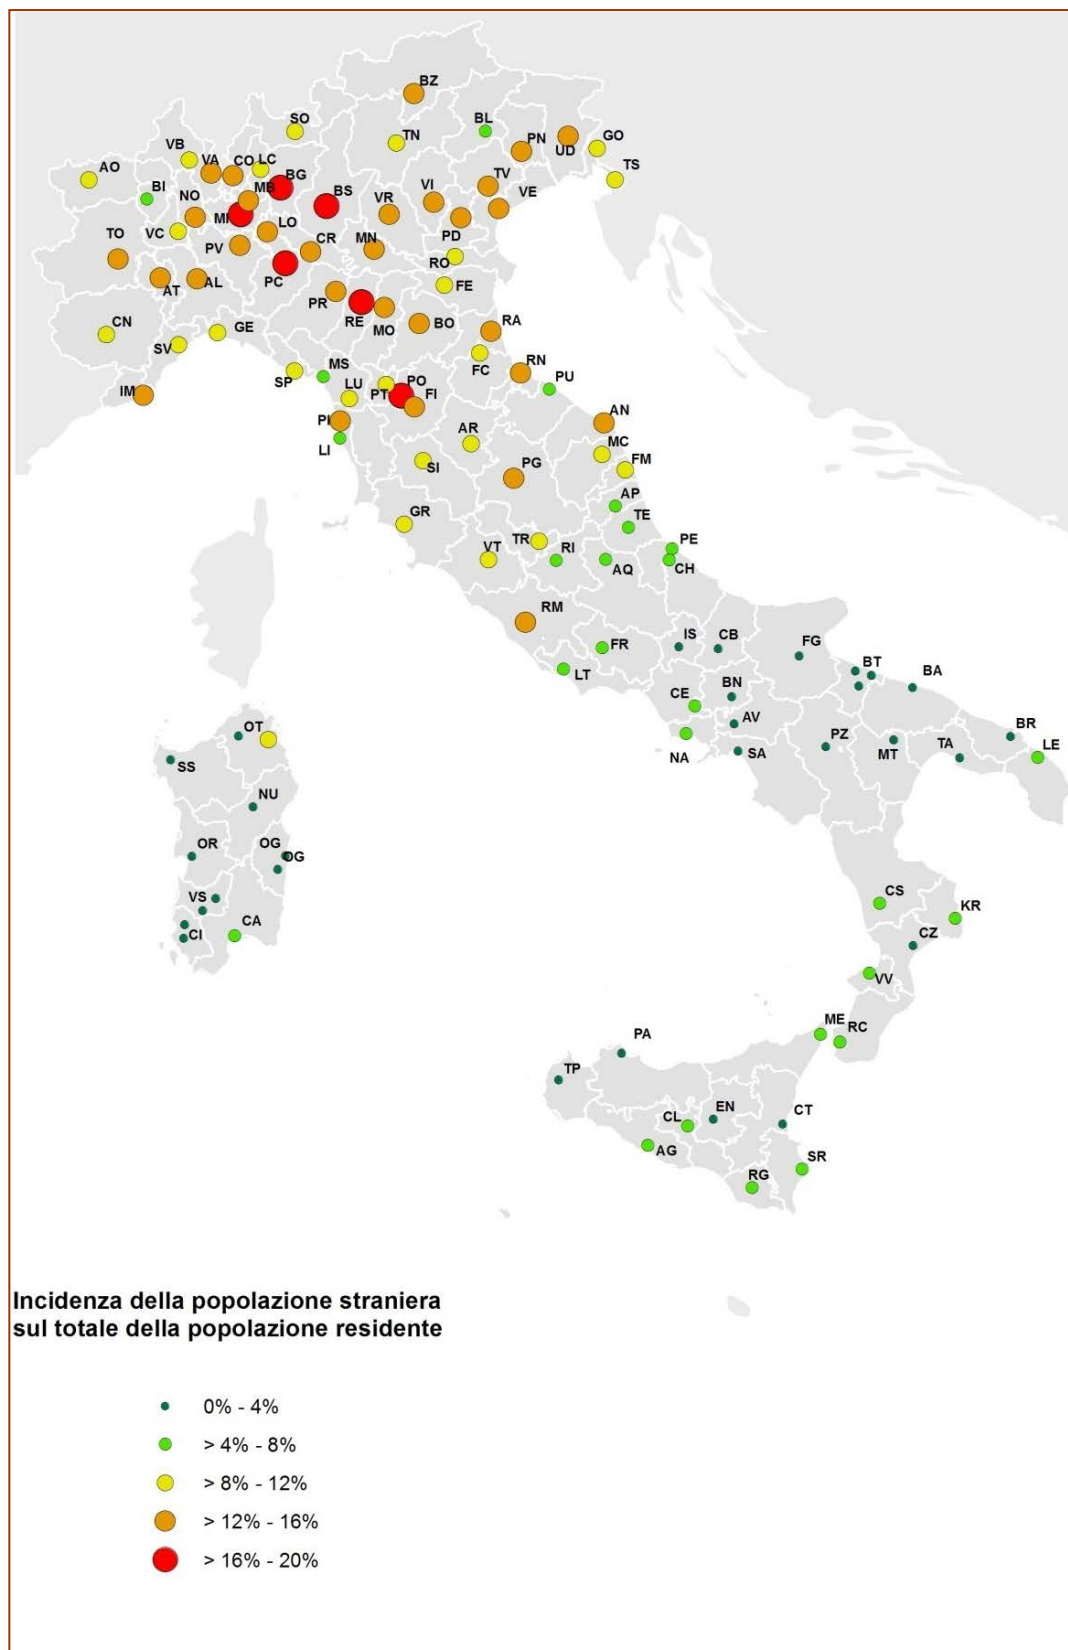 BZ
SO
BL
TN
PN
UD
GO
VB
VA
CO
LC
TS
AO
BI
BG
TV
MB
BS
VI
VE
NO
VR
MI
LO
TO
VC
CR
MN
PD
PV
RO
PC
AT
AL
FE
PR
RE
MO
BO
RA
CN
GE
SV
FC
RN
MS
SP
PU
LU
PT
PO
IM
FI
PI
AN
LI
AR
MC
SI
PG
FM
AP
GR
TE
TR
VT
RI
PE
AQ
CH
RM
IS
CB
FG
FR
LT
BT
BA
BN
CE
AV
BR
OT
PZ
NA
SA
MT
TA
LE
SS
NU
OR
OG
OG
VS
CS
KR
CA
CI
CZ
VV
ME
RC
PA
TP
EN
CL
CT
AG
SR
RG
Incidenza della popolazione straniera
sul totale della popolazione residente
0% - 4%
> 4% - 8%
> 8% - 12%
> 12% - 16%
> 16% - 20%